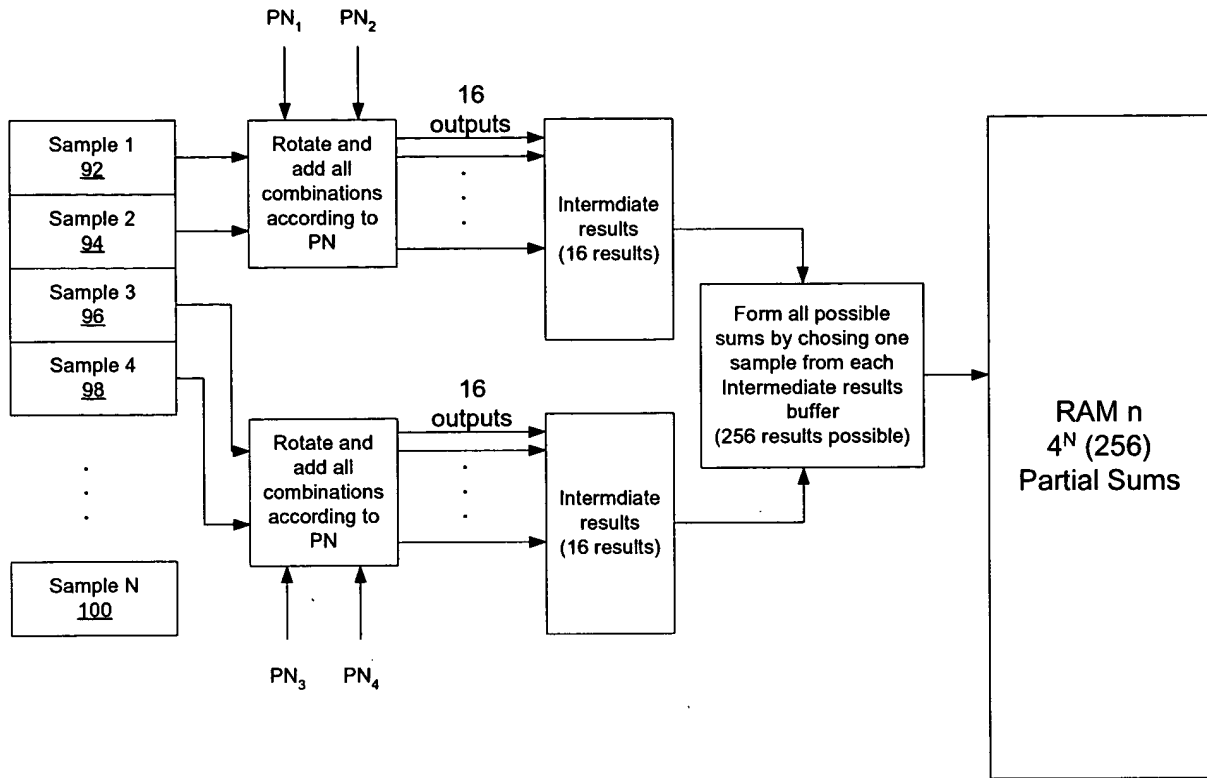 PN1 PN2
Sample 1
92
Sample 2
94
Sample 3
96
Sample 4
98
Sample N
100
Rotate and
add all
combinations
according to
PN
16
outputs
Intermdiate
results
(16 results)
Rotate and
add all
combinations
according to
PN
PN3 PN4
16
outputs
Intermdiate
results
(16 results)
Form all possible
sums by chosing one
sample from each
Intermediate results
buffer
(256 results possible)
RAM n
4^N (256)
Partial Sums